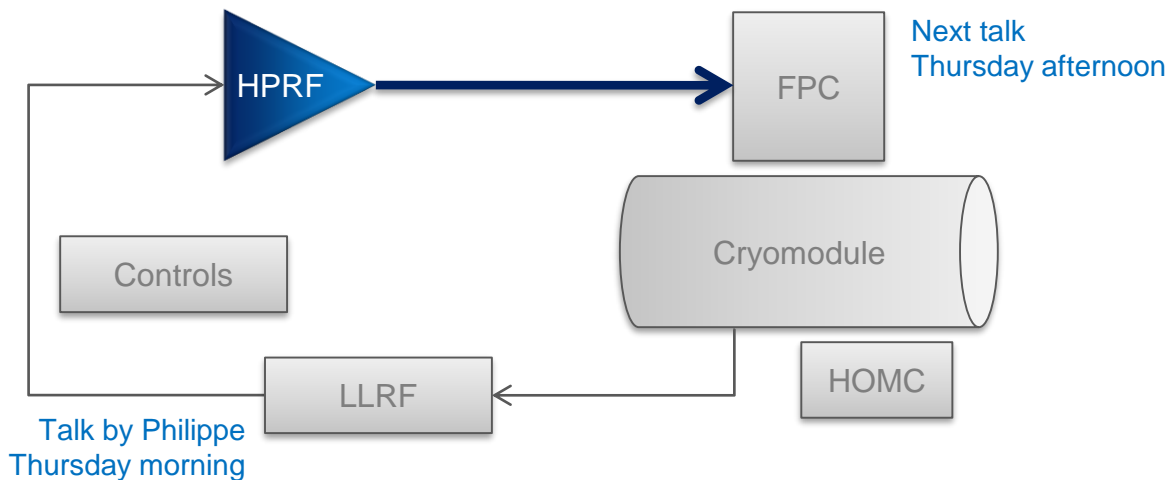 HPRF
FPC
Next talk
Thursday afternoon
Controls
Cryomodule
LLRF
HOMC
Talk by Philippe
Thursday morning